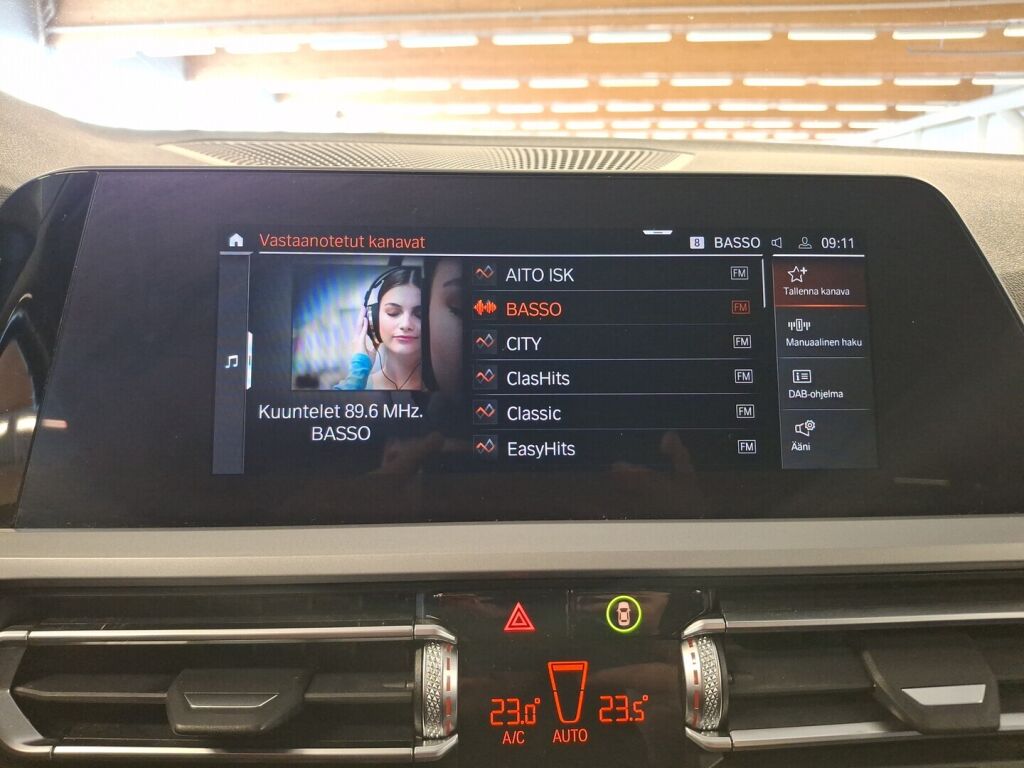 Vastaanotetut kanavat
8 BASSO 09:11
Kuuntelet 89.6 MHz.
BASSO
AITO ISK FM
BASSO FM
CITY FM
ClasHits FM
Classic FM
EasyHits FM
Tallenna kanava
Manuaalinen haku
DAB-ohjelma
Ääni
23.0° 23.5°
A/C AUTO